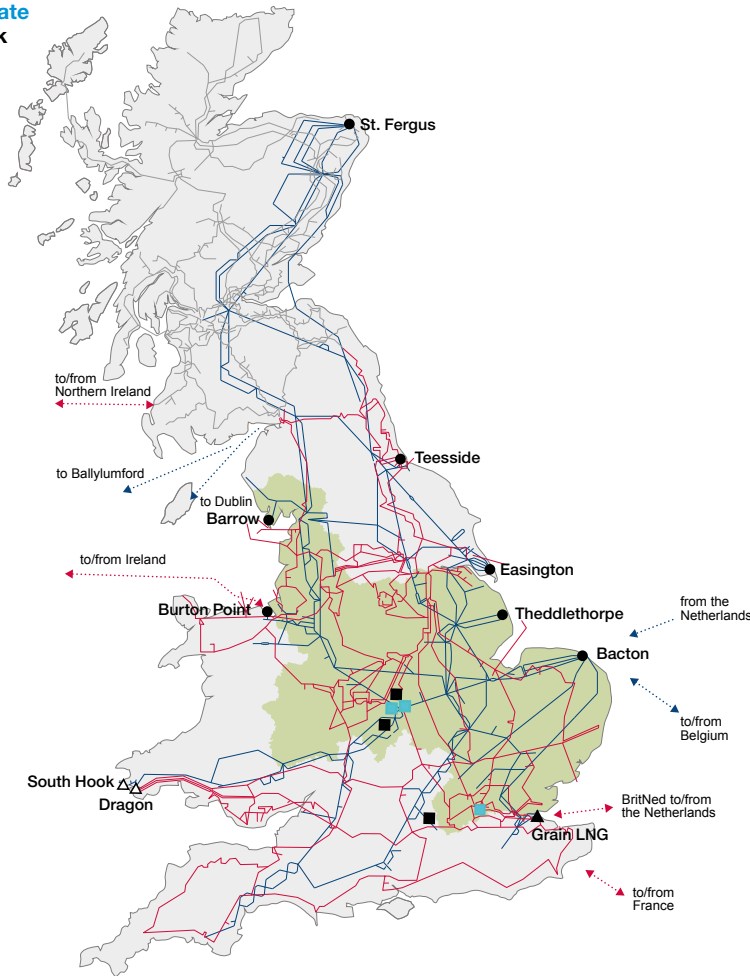 St. Fergus
to/from
Northern Ireland
Teesside
to Ballylumford
to Dublin
Barrow
to/from Ireland
Easington
Burton Point
Theddlethorpe
from the
Netherlands
Bacton
to/from
Belgium
South Hook
Dragon
BritNed to/from
the Netherlands
Grain LNG
to/from
France